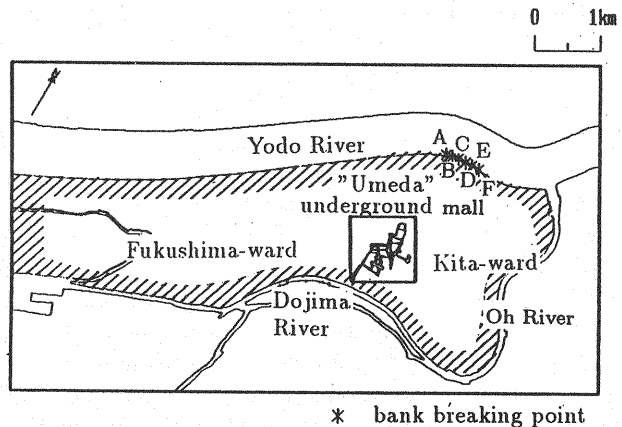 0 1km
Yodo River
A C E
B D F
"Umeda"
underground mall
Fukushima-ward
Kita-ward
Dojima
River
Oh River
* bank breaking point